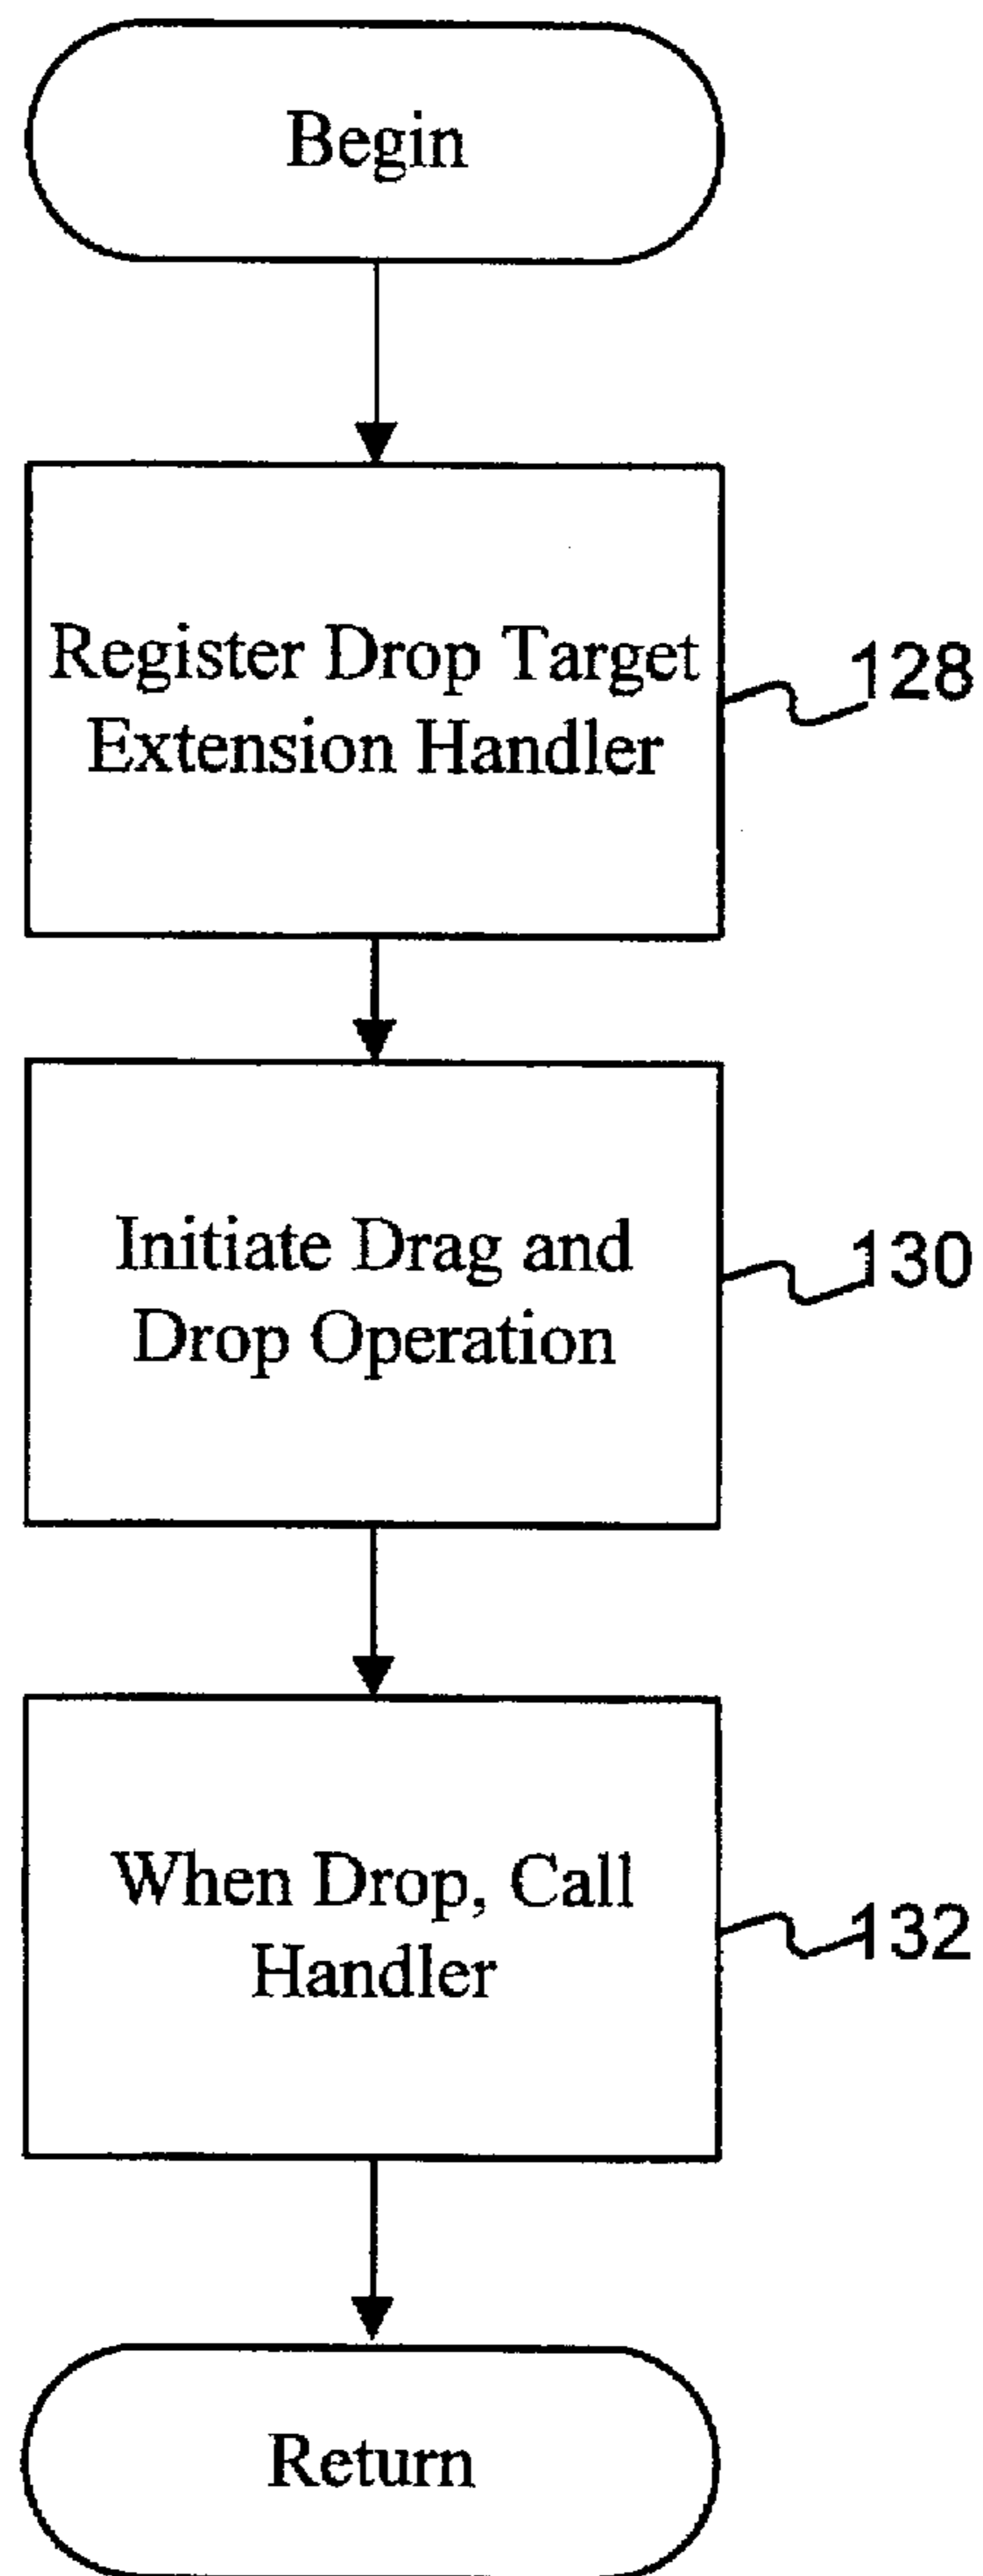 Begin
Register Drop Target
Extension Handler
128
Initiate Drag and
Drop Operation
130
When Drop, Call
Handler
132
Return